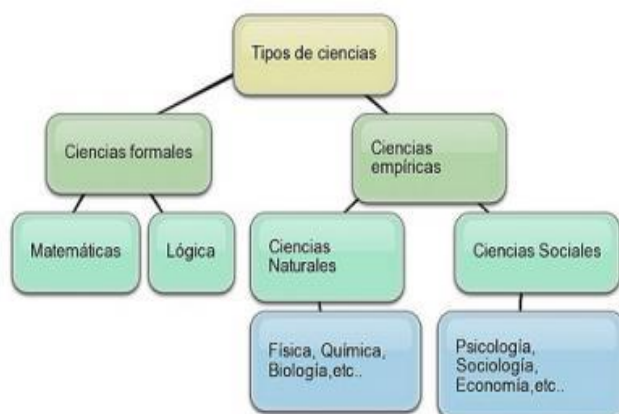 Tipos de ciencias
Ciencias formales
Ciencias
empíricas
Matemáticas
Lógica
Ciencias
Naturales
Ciencias Sociales
Física, Química,
Biología,etc..
Psicología,
Sociología,
Economía,etc..